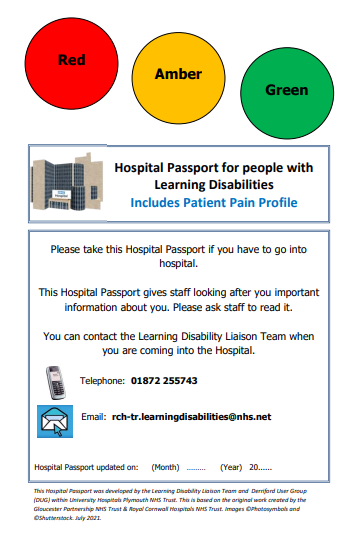 Red
Amber
Green
Hospital Passport for people with
Learning Disabilities
Includes Patient Pain Profile
Please take this Hospital Passport if you have to go into
hospital.
This Hospital Passport gives staff looking after you important
information about you. Please ask staff to read it.
You can contact the Learning Disability Liaison Team when
you are coming into the Hospital.
Telephone: 01872 255743
Email: rch-tr.learningdisabilities@nhs.net
Hospital Passport updated on: (Month) ......... (Year) 20......
This Hospital Passport was developed by the Learning Disability Liaison Team and Derriford User Group
(DUG) within University Hospitals Plymouth NHS Trust. This is based on the original work created by the
Gloucester Partnership NHS Trust & Royal Cornwall Hospitals NHS Trust. Images ©Photosymbols and
©Shutterstock. July 2021.